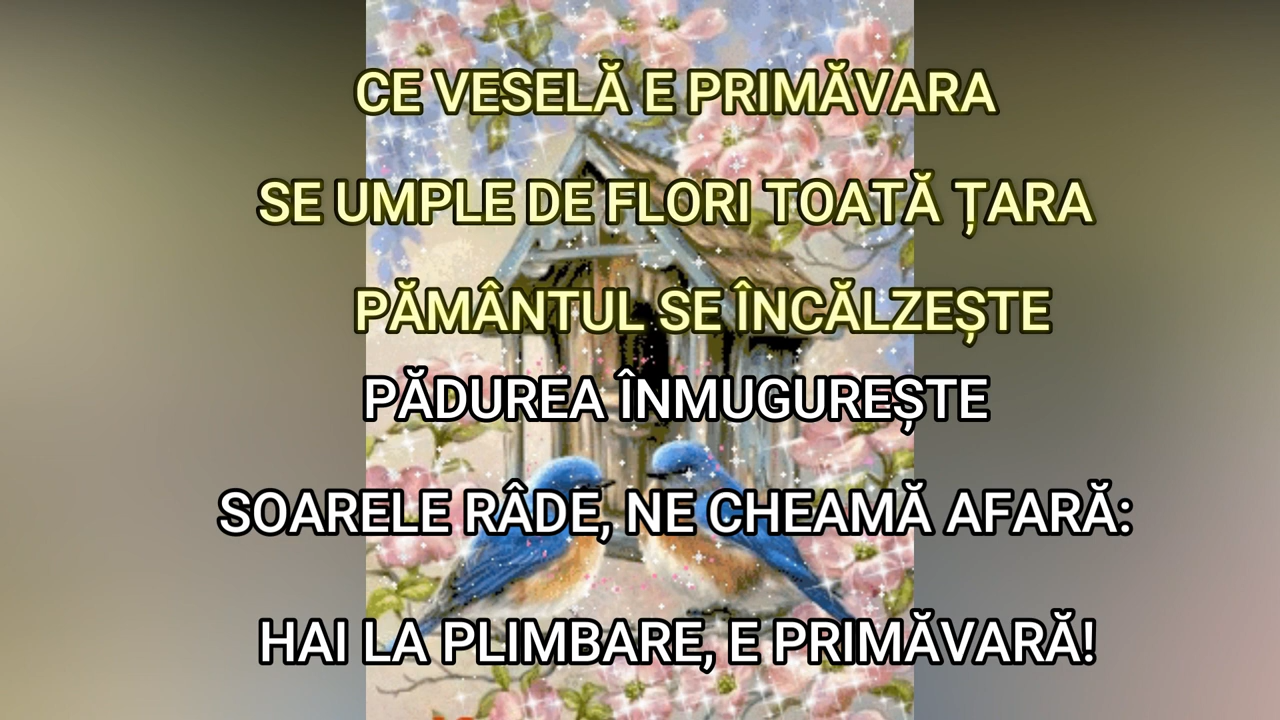 CE VESELĂ E PRIMĂVARA
SE UMPLE DE FLORI TOATĂ ȚARA
PĂMÂNTUL SE ÎNCĂLZEȘTE
PĂDUREA ÎNMUGUREȘTE
SOARELE RÂDE, NE CHEAMĂ AFARĂ:
HAI LA PLIMBARE, E PRIMĂVARĂ!